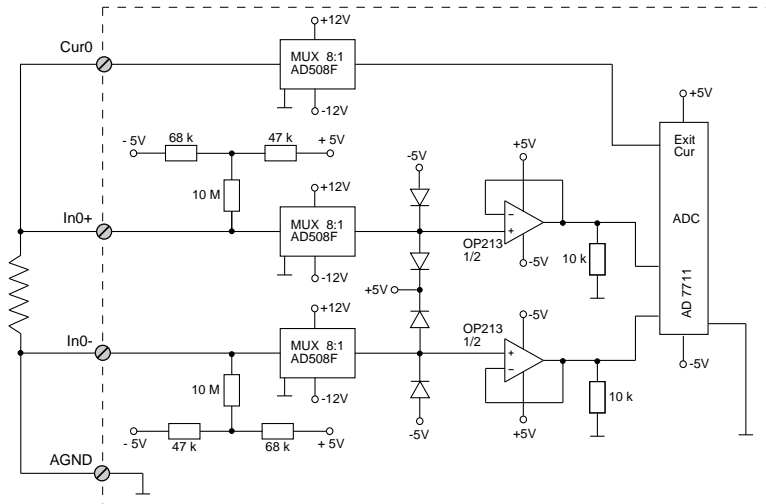 Cur0
+12V
MUX 8:1
AD508F
-12V
+5V
Exit
Cur
ADC
AD 7711
-5V
- 5V
68 k
47 k
+ 5V
10 M
In0+
+12V
MUX 8:1
AD508F
-12V
-5V
+5V
-
+
OP213
1/2
-5V
10 k
+5V
In0-
+12V
MUX 8:1
AD508F
-12V
OP213
1/2
-5V
+
-
+5V
10 k
10 M
- 5V
47 k
68 k
+ 5V
-5V
AGND